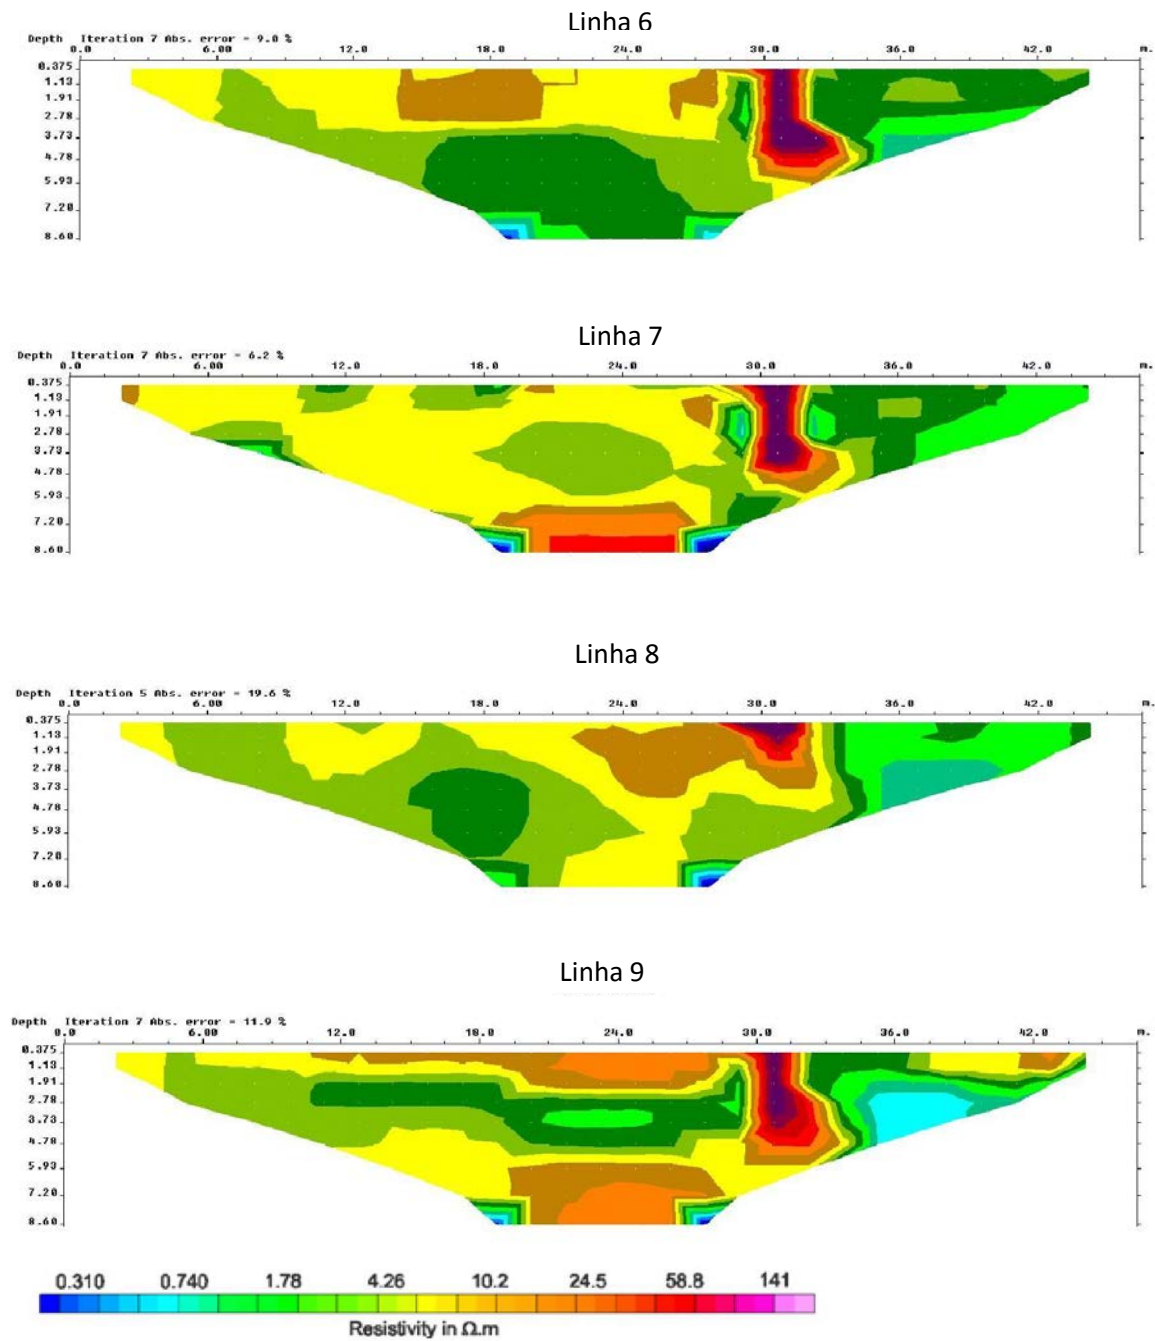 Linha 6
Depth Iteration 7 Abs. error = 9.0 %
0.0 6.00 12.0 18.0 24.0 30.0 36.0 42.0 m.
0.375
1.13
1.91
2.78
3.73
4.78
5.93
7.20
8.60
Linha 7
Depth Iteration 7 Abs. error = 6.2 %
0.0 6.00 12.0 18.0 24.0 30.0 36.0 42.0 m.
0.375
1.13
1.91
2.78
3.73
4.78
5.93
7.20
8.60
Linha 8
Depth Iteration 5 Abs. error = 19.6 %
0.0 6.00 12.0 18.0 24.0 30.0 36.0 42.0 m.
0.375
1.13
1.91
2.78
3.73
4.78
5.93
7.20
8.60
Linha 9
Depth Iteration 7 Abs. error = 11.9 %
0.0 6.00 12.0 18.0 24.0 30.0 36.0 42.0 m.
0.375
1.13
1.91
2.78
3.73
4.78
5.93
7.20
8.60
0.310 0.740 1.78 4.26 10.2 24.5 58.8 141
Resistivity in Ω.m